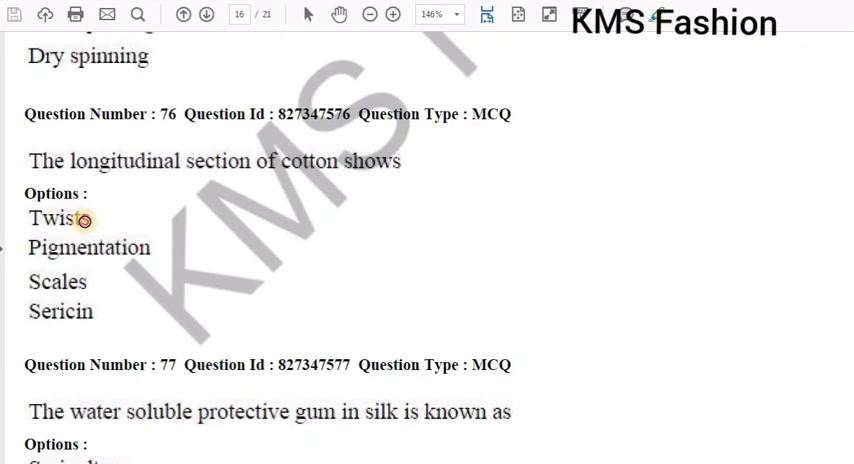 16 / 21
146%
KMS Fashion
Dry spinning
Question Number : 76 Question Id : 827347576 Question Type : MCQ
The longitudinal section of cotton shows
Options :
Twists
Pigmentation
Scales
Sericin
Question Number : 77 Question Id : 827347577 Question Type : MCQ
The water soluble protective gum in silk is known as
Options :